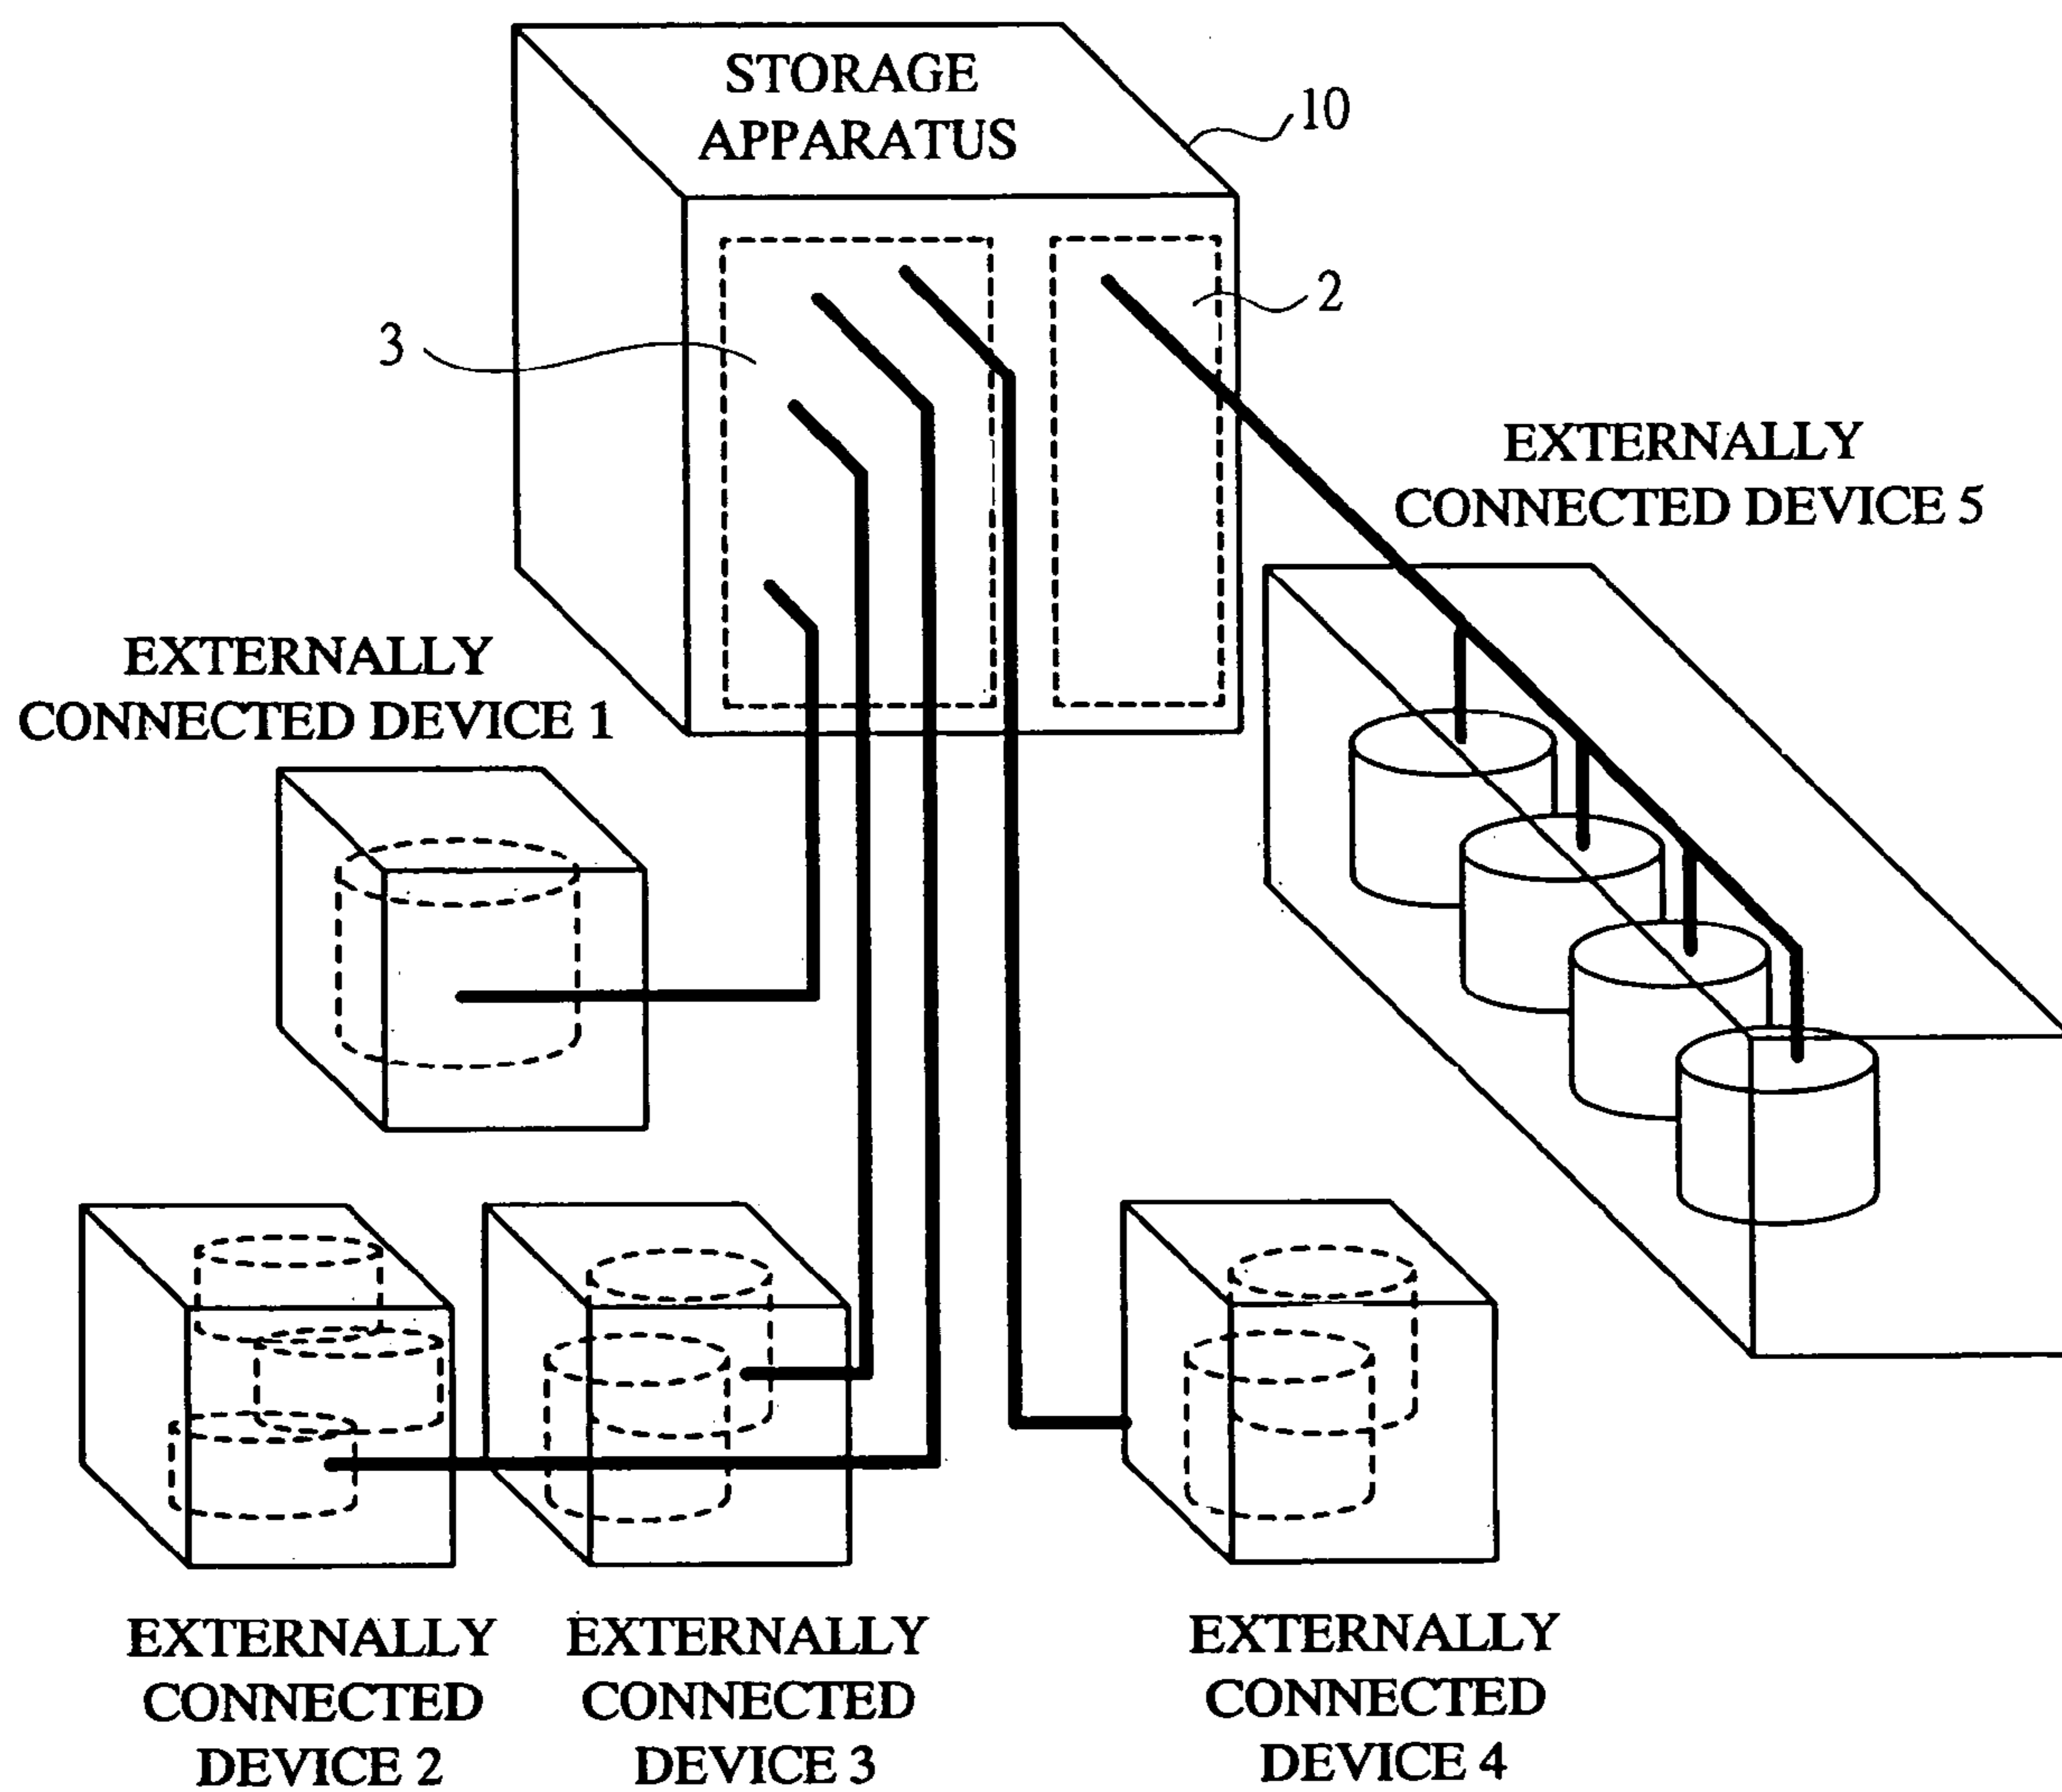 STORAGE
APPARATUS
10
2
3
EXTERNALLY
CONNECTED DEVICE 5
EXTERNALLY
CONNECTED DEVICE 1
EXTERNALLY
CONNECTED
DEVICE 2
EXTERNALLY
CONNECTED
DEVICE 3
EXTERNALLY
CONNECTED
DEVICE 4